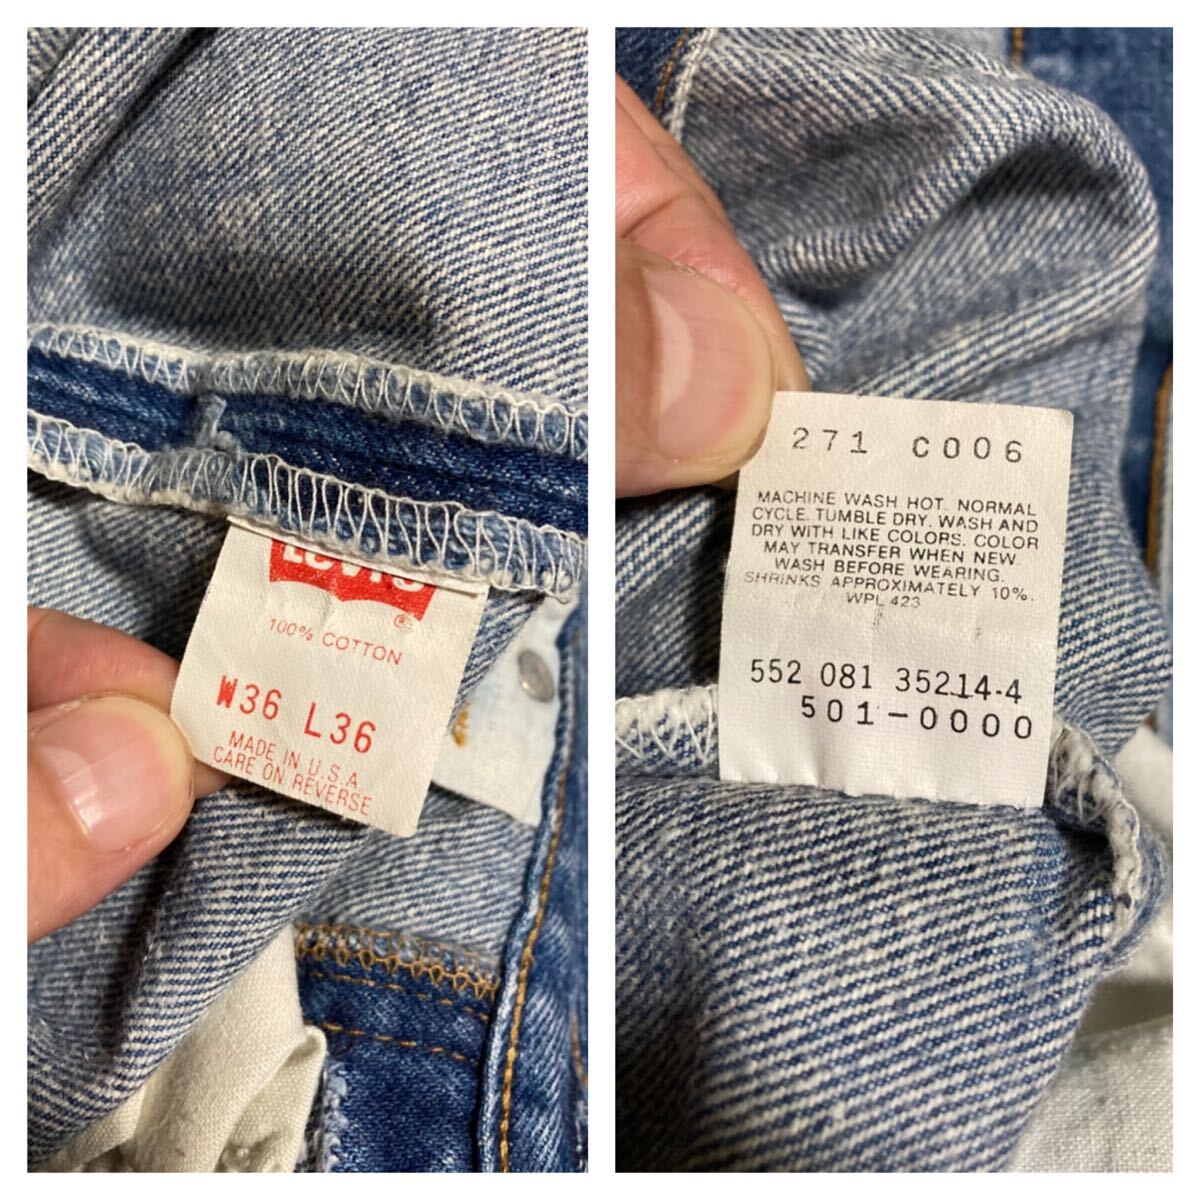 LEVI'S
®
100% COTTON
W36 L36
MADE IN U.S.A.
CARE ON REVERSE
271 C006
MACHINE WASH HOT. NORMAL
CYCLE. TUMBLE DRY. WASH AND
DRY WITH LIKE COLORS. COLOR
MAY TRANSFER WHEN NEW
WASH BEFORE WEARING.
SHRINKS APPROXIMATELY 10%.
WPL 423
552 081 35214-4
501-0000